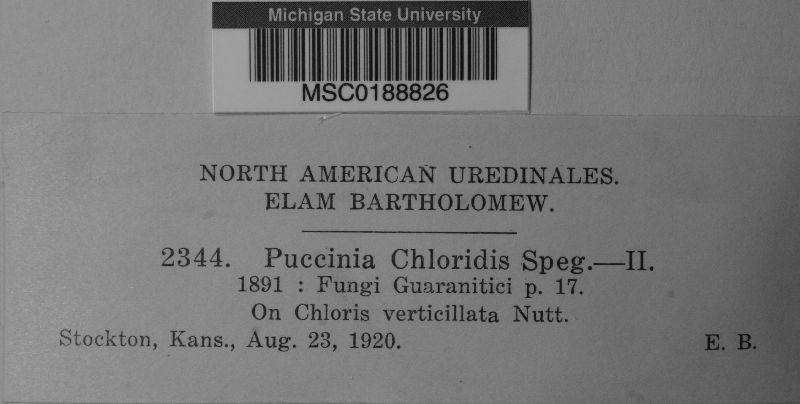 Michigan State University
MSC0188826
NORTH AMERICAN UREDINALES.
ELAM BARTHOLOMEW.
2344. Puccinia Chloridis Speg.—II.
1891 : Fungi Guaranitici p. 17.
On Chloris verticillata Nutt.
Stockton, Kans., Aug. 23, 1920. E. B.